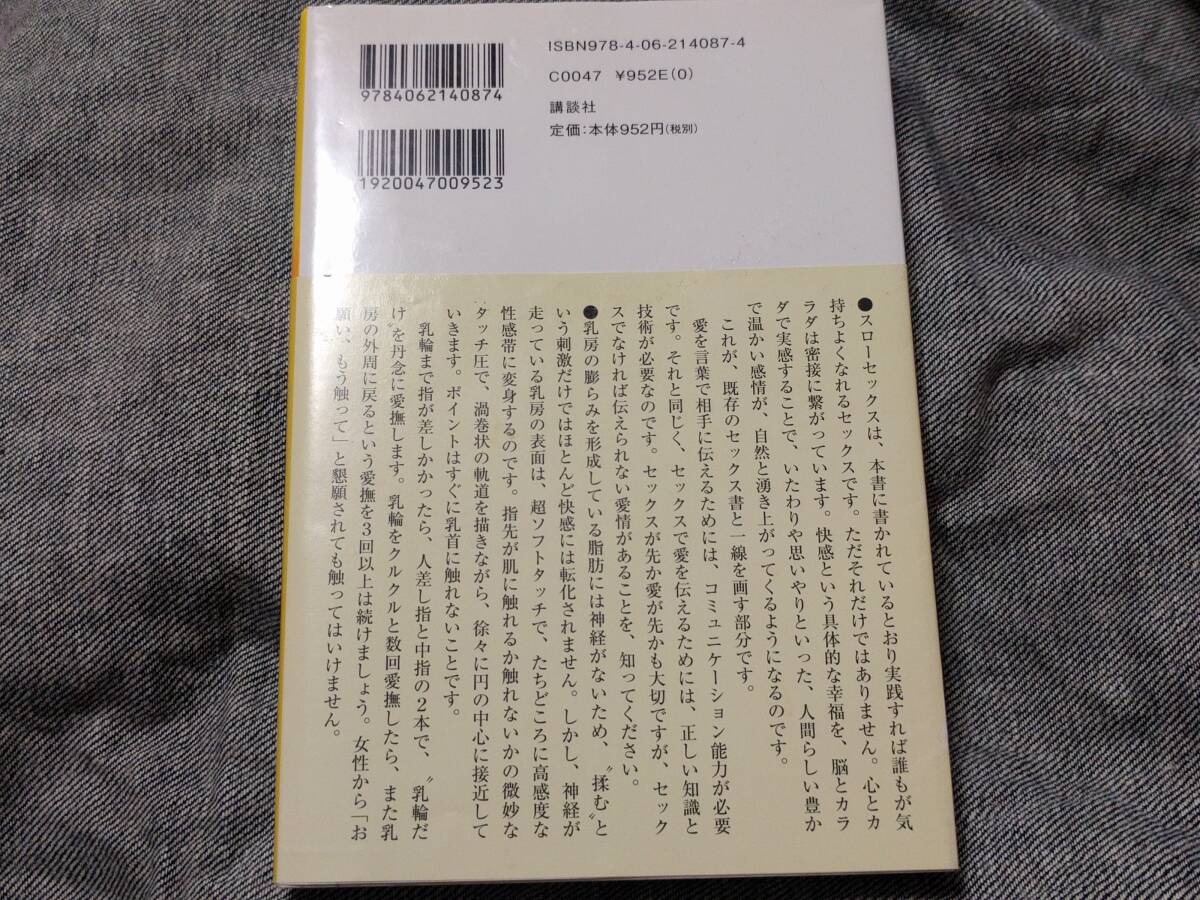 ISBN978-4-06-214087-4
C0047 ¥952E(0)
講談社
定価:本体952円(税別)
9784062140874
1920047009523
●スローセックスは、本書に書かれているとおり実践すれば誰もが気
持ちよくなれるセックスです。ただそれだけではありません。心とカ
ラダは密接に繋がっています。快感という具体的な幸福を、脳とカラ
ダで実感することで、いたわりや思いやりといった、人間らしい豊か
で温かい感情が、自然と湧き上がってくるようになるのです。
これが、既存のセックス書と一線を画す部分です。
愛を言葉で相手に伝えるためには、コミュニケーション能力が必要
です。それと同じく、セックスで愛を伝えるためには、正しい知識と
技術が必要なのです。セックスが先か愛が先かも大切ですが、セック
スでなければ伝えられない愛情があることを、知ってください。
●乳房の膨らみを形成している脂肪には神経がないため、〝揉む〟と
いう刺激だけではほとんど快感には転化されません。しかし、神経が
走っている乳房の表面は、超ソフトタッチで、たちどころに高感度な
性感帯に変身するのです。指先が肌に触れるか触れないかの微妙な
タッチ圧で、渦巻状の軌道を描きながら、徐々に円の中心に接近して
いきます。ポイントはすぐに乳首に触れないことです。
乳輪まで指が差しかかったら、人差し指と中指の2本で、〝乳輪だ
け〟を丹念に愛撫します。乳輪をクルクルと数回愛撫したら、また乳
房の外周に戻るという愛撫を3回以上は続けましょう。女性から「お
願い、もう触って」と懇願されても触ってはいけません。